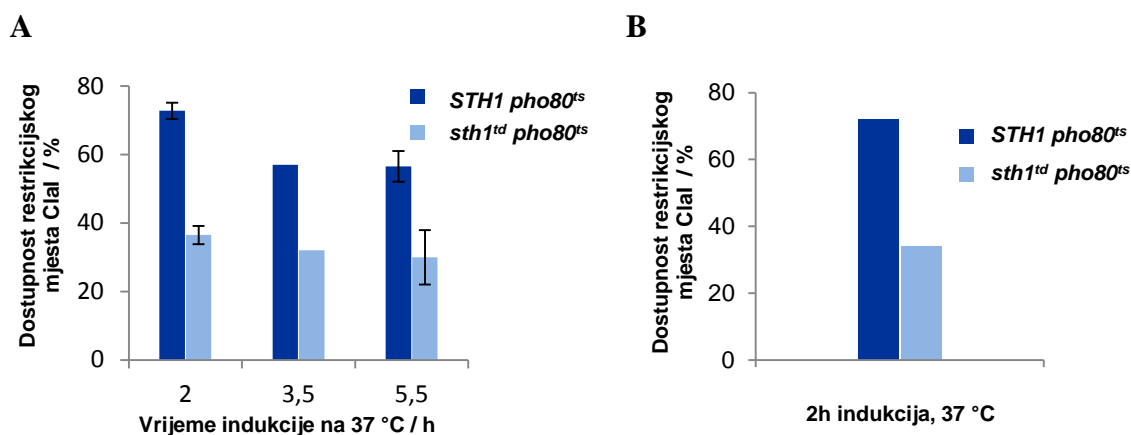 A
Dostupnost restrikcijskog
mjesta ClaI / %
80
60
40
20
0
STH1 pho80ts
sth1td pho80ts
2
3,5
5,5
Vrijeme indukcije na 37 °C / h
B
Dostupnost restrikcijskog
mjesta ClaI / %
80
60
40
20
0
STH1 pho80ts
sth1td pho80ts
2h indukcija, 37 °C